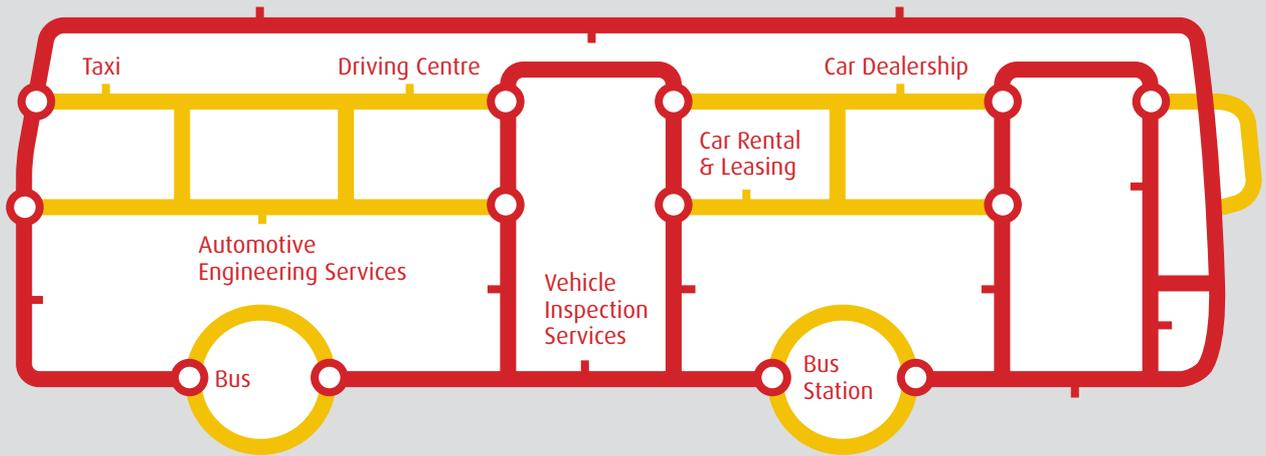 Taxi
Driving Centre
Car Dealership
Car Rental
& Leasing
Automotive
Engineering Services
Vehicle
Inspection
Services
Bus
Bus
Station